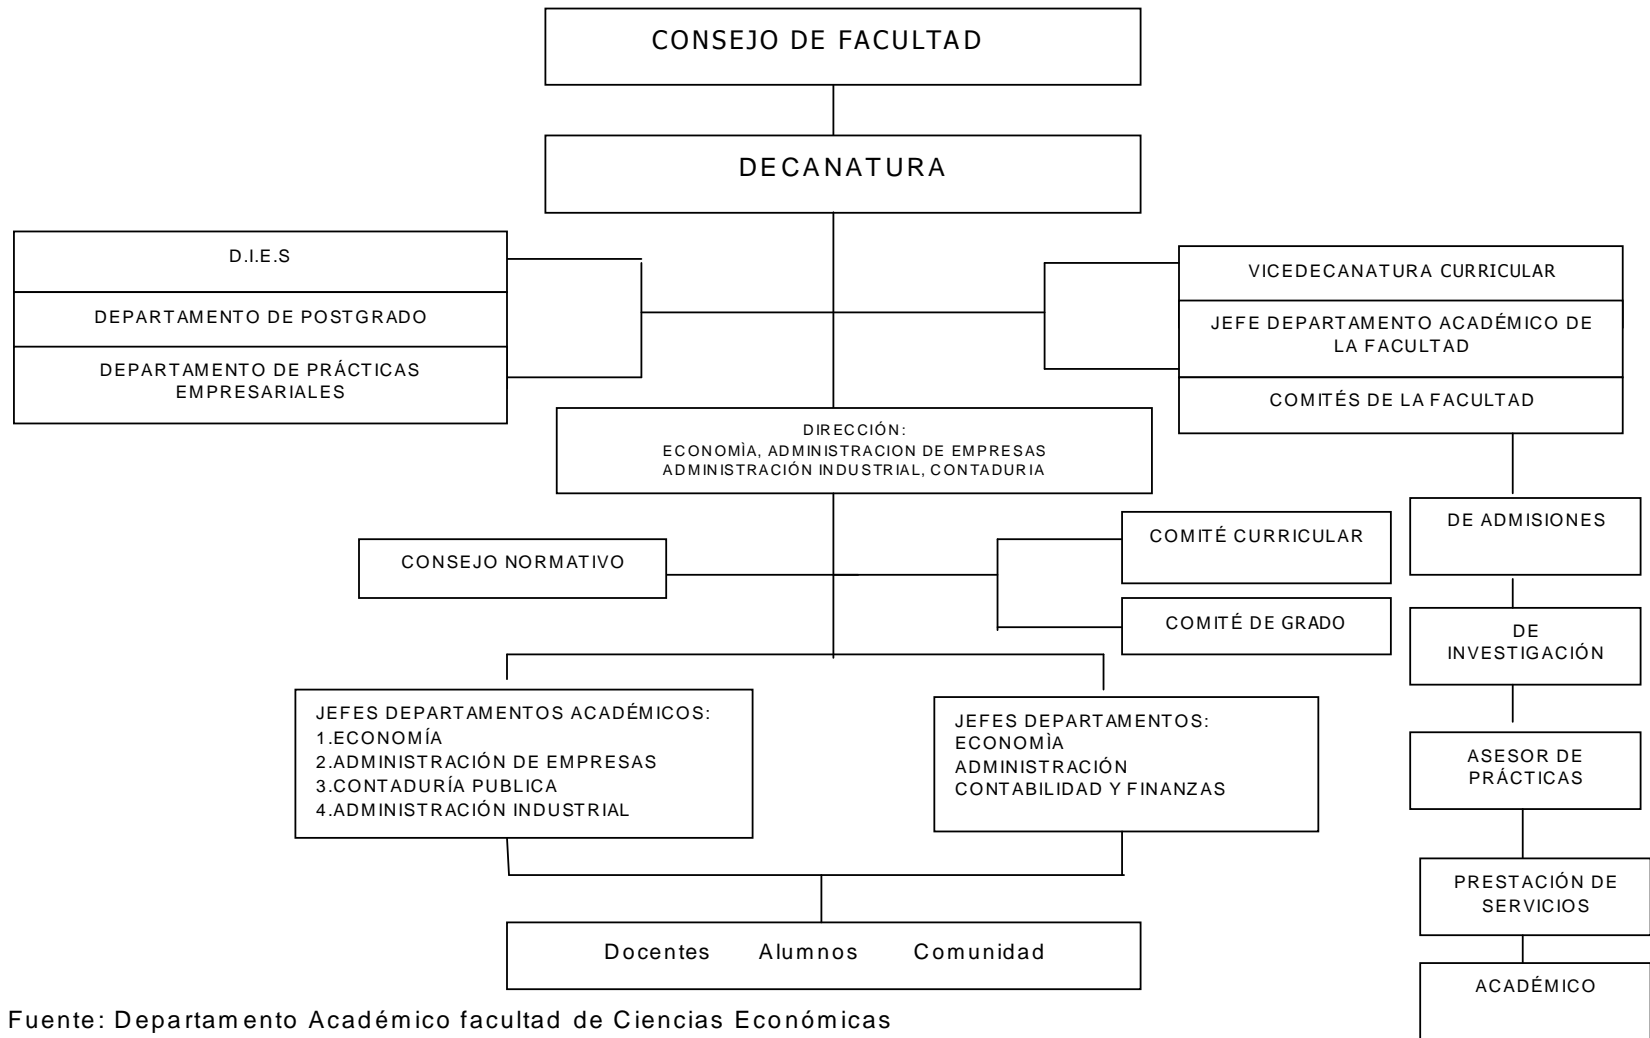 CONSEJO DE FACULTAD
DECANATURA
D.I.E.S
DEPARTAMENTO DE POSTGRADO
DEPARTAMENTO DE PRÁCTICAS
EMPRESARIALES
VICEDECANATURA CURRICULAR
JEFE DEPARTAMENTO ACADÉMICO DE
LA FACULTAD
COMITÉS DE LA FACULTAD
DIRECCIÓN:
ECONOMÌA, ADMINISTRACION DE EMPRESAS
ADMINISTRACIÓN INDUSTRIAL, CONTADURIA
CONSEJO NORMATIVO
COMITÉ CURRICULAR
COMITÉ DE GRADO
DE ADMISIONES
DE
INVESTIGACIÓN
ASESOR DE
PRÁCTICAS
PRESTACIÓN DE
SERVICIOS
ACADÉMICO
JEFES DEPARTAMENTOS ACADÉMICOS:
1.ECONOMÍA
2.ADMINISTRACIÓN DE EMPRESAS
3.CONTADURÍA PUBLICA
4.ADMINISTRACIÓN INDUSTRIAL
JEFES DEPARTAMENTOS:
ECONOMÌA
ADMINISTRACIÓN
CONTABILIDAD Y FINANZAS
Docentes Alumnos Comunidad
Fuente: Departamento Académico facultad de Ciencias Económicas